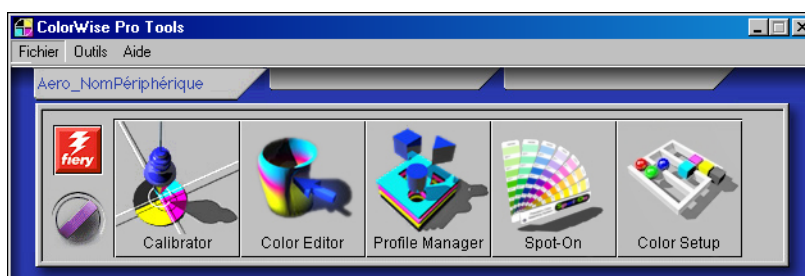 ColorWise Pro Tools
Fichier Outils Aide
Aero_NomPériphérique
fiery
Calibrator Color Editor Profile Manager Spot-On Color Setup